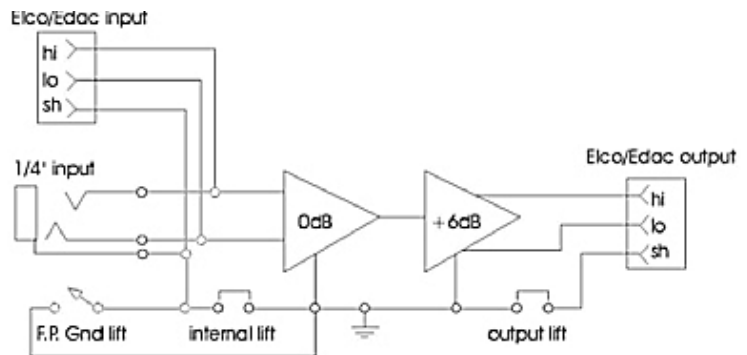 Elco/Edac input
hi
lo
sh
1/4" input
0dB
+6dB
Elco/Edac output
hi
lo
sh
F.P. Gnd lift
internal lift
output lift